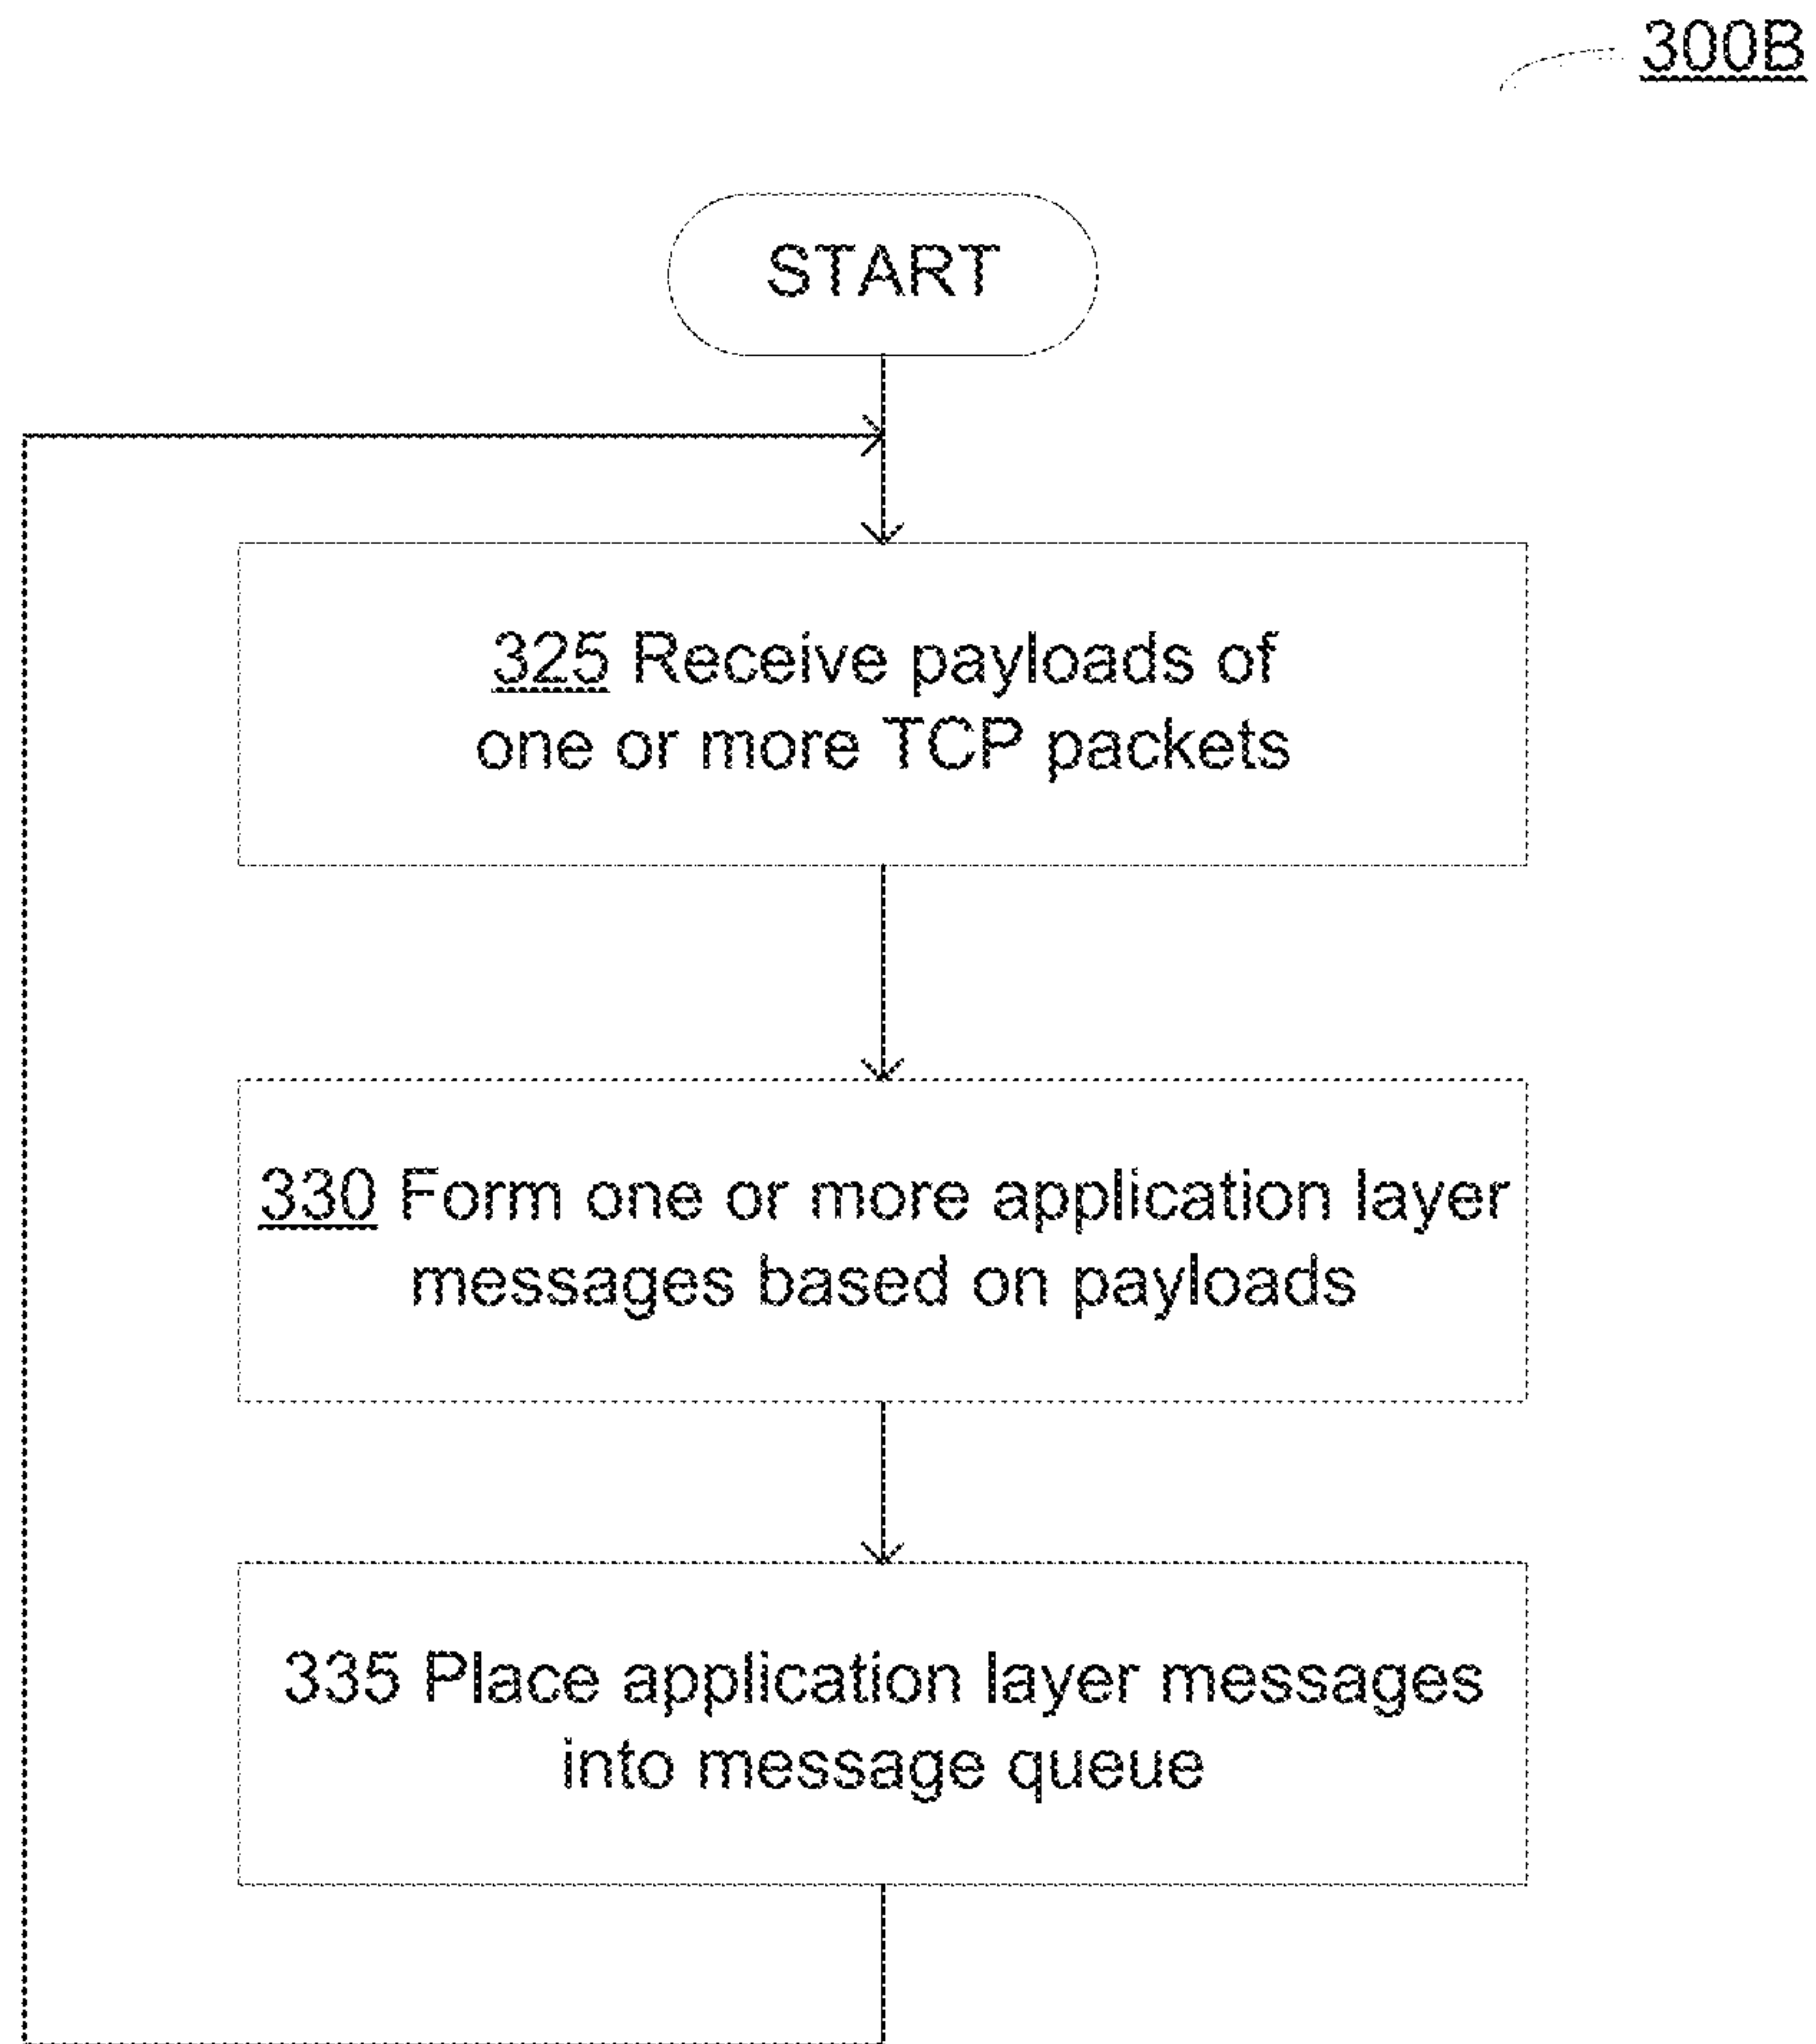 300B
START
325 Receive payloads of
one or more TCP packets
330 Form one or more application layer
messages based on payloads
335 Place application layer messages
into message queue